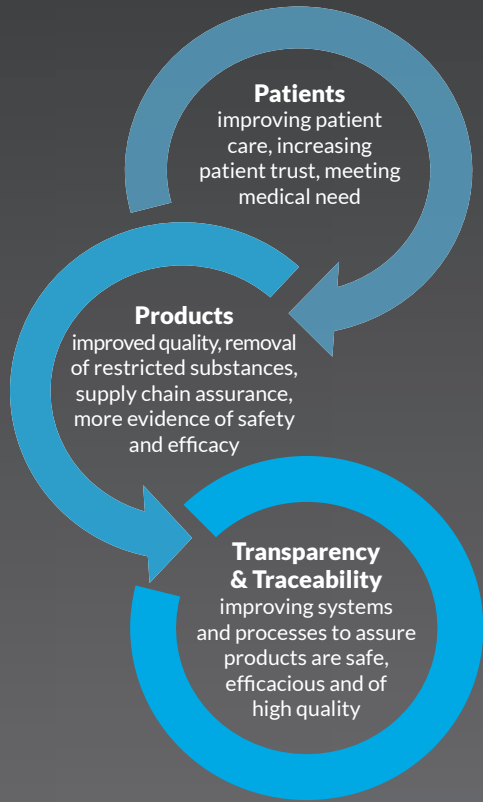 Patients
improving patient
care, increasing
patient trust, meeting
medical need
Products
improved quality, removal
of restricted substances,
supply chain assurance,
more evidence of safety
and efficacy
Transparency
& Traceability
improving systems
and processes to assure
products are safe,
efficacious and of
high quality